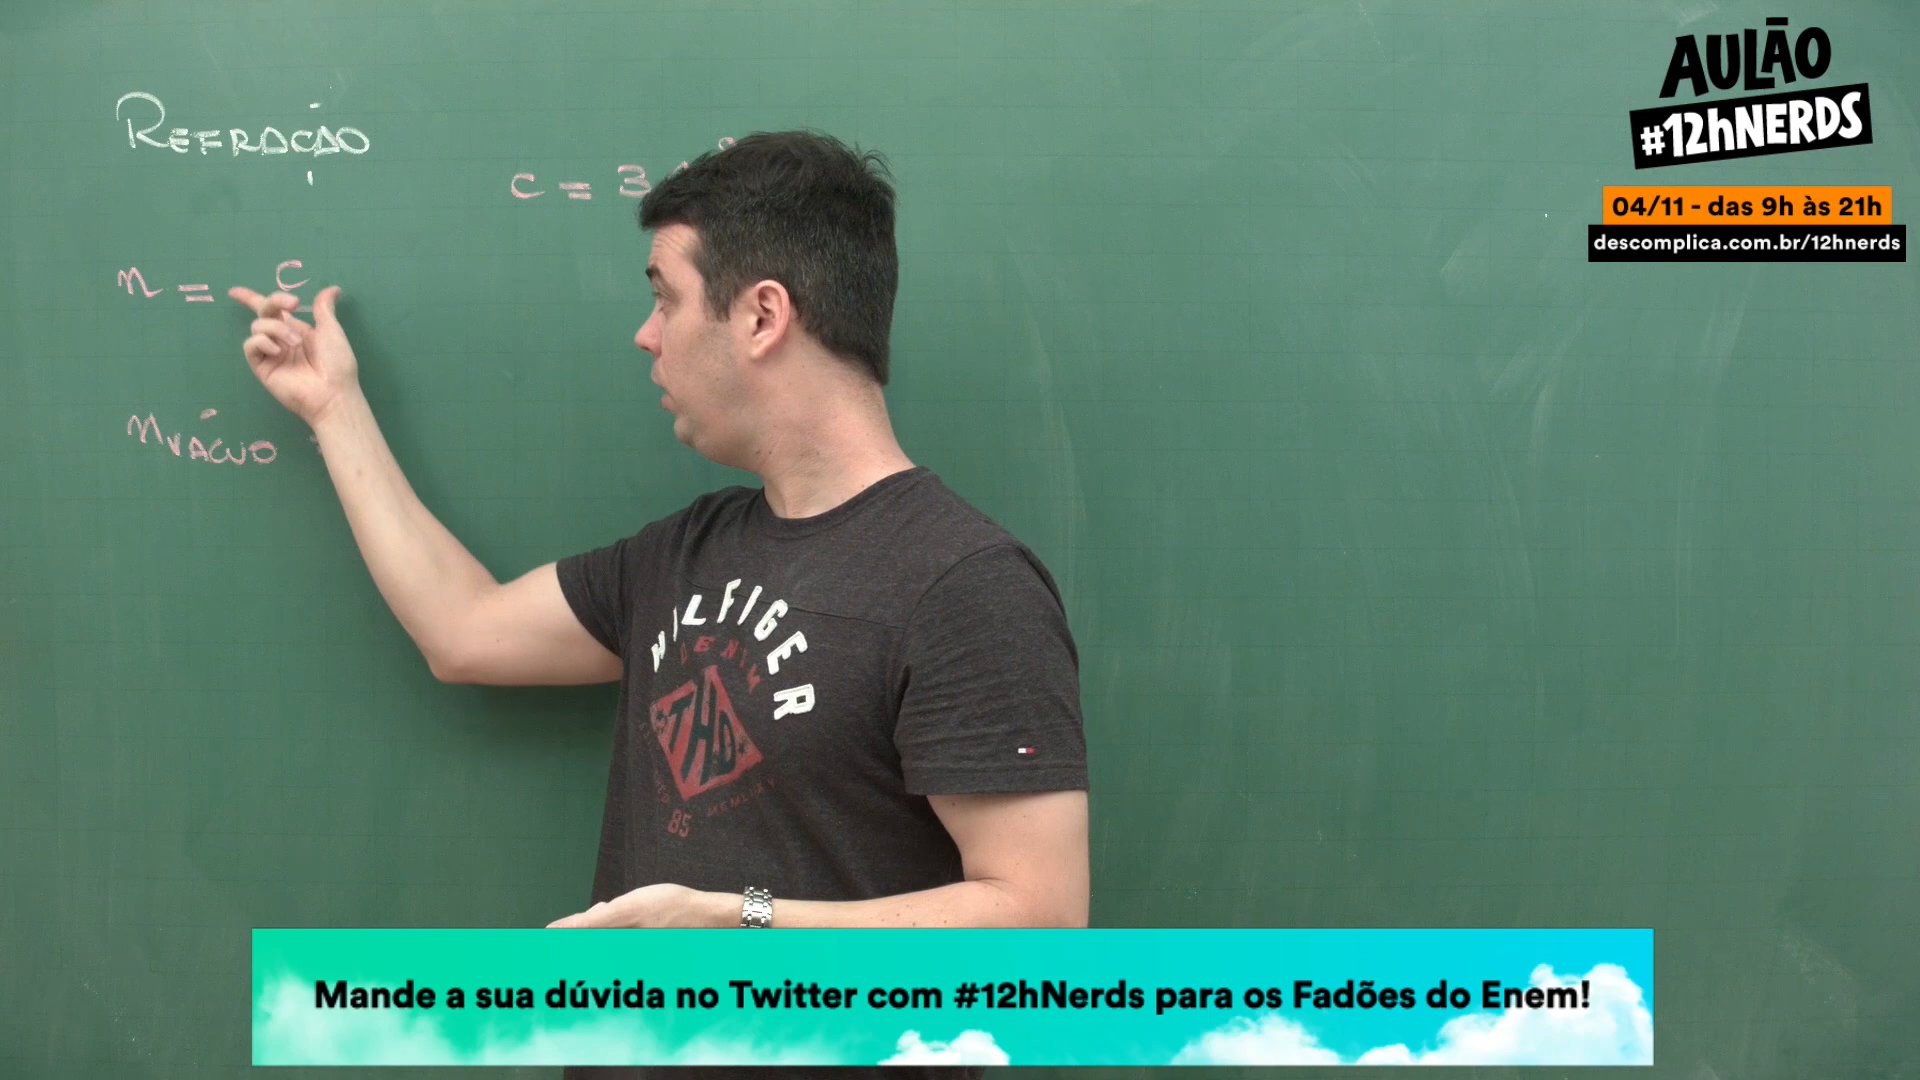 REFRAÇÃO
c = 3
n = c
n VÁCUO
AULÃO
#12hNERDS
04/11 - das 9h às 21h
descomplica.com.br/12hnerds
HILFIGER
DENIM
THD
85
Mande a sua dúvida no Twitter com #12hNerds para os Fadões do Enem!